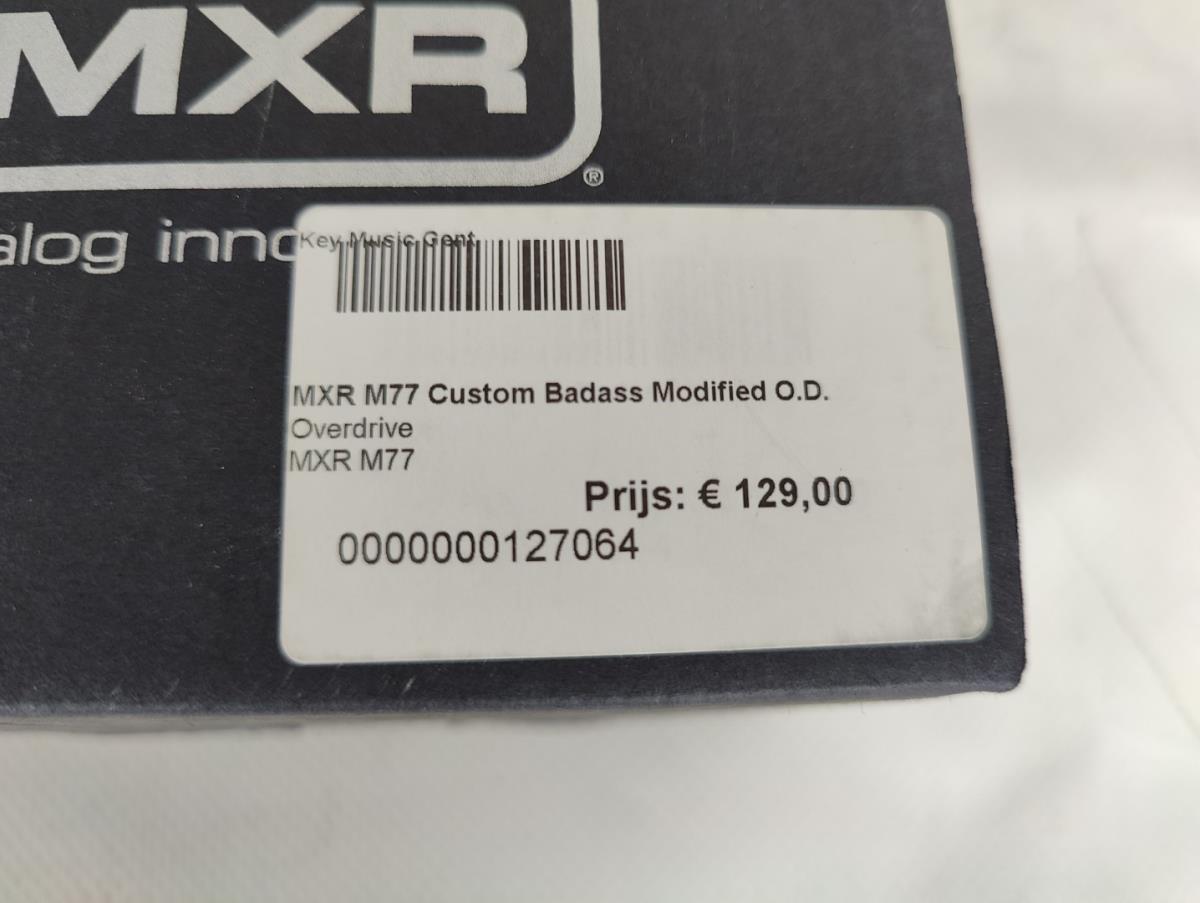 MXR
®
alog inno
Key Music Gent
MXR M77 Custom Badass Modified O.D.
Overdrive
MXR M77
Prijs: € 129,00
0000000127064